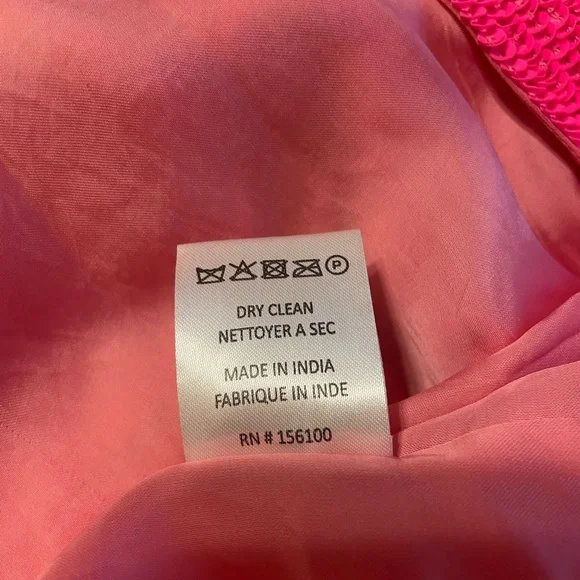 P
DRY CLEAN
NETTOYER A SEC
MADE IN INDIA
FABRIQUE IN INDE
RN # 156100